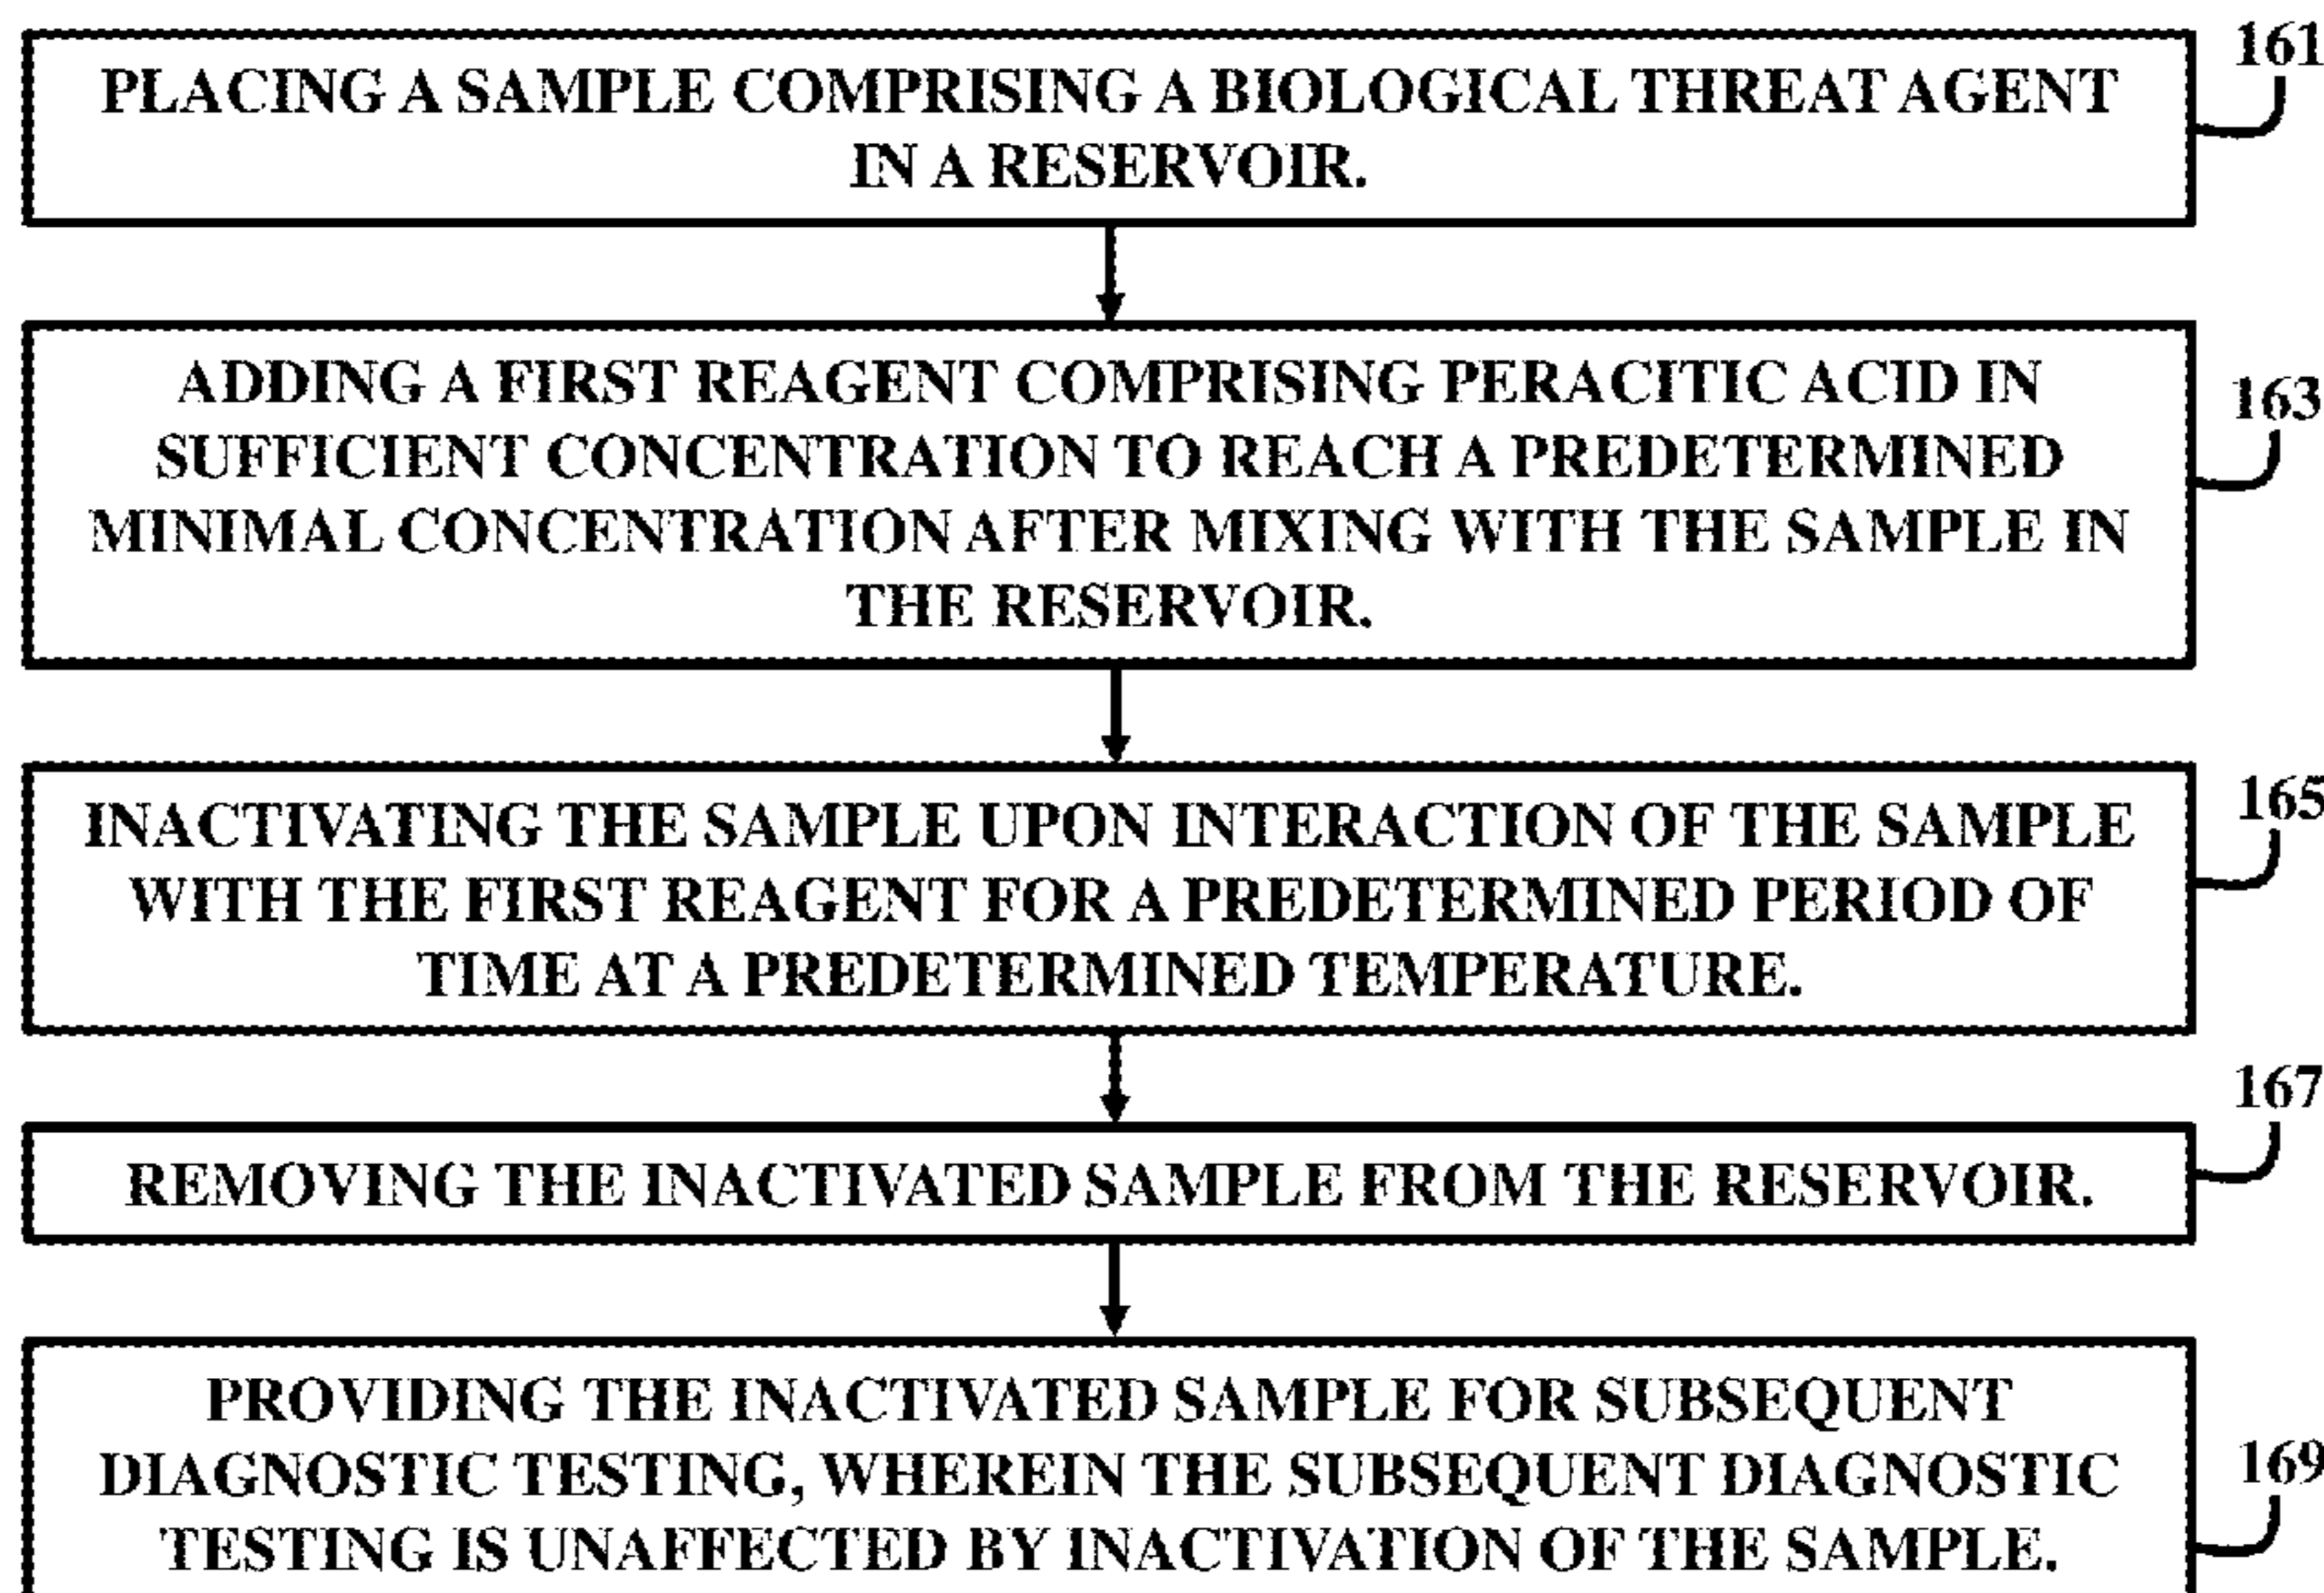 161
PLACING A SAMPLE COMPRISING A BIOLOGICAL THREAT AGENT
IN A RESERVOIR.
163
ADDING A FIRST REAGENT COMPRISING PERACITIC ACID IN
SUFFICIENT CONCENTRATION TO REACH A PREDETERMINED
MINIMAL CONCENTRATION AFTER MIXING WITH THE SAMPLE IN
THE RESERVOIR.
165
INACTIVATING THE SAMPLE UPON INTERACTION OF THE SAMPLE
WITH THE FIRST REAGENT FOR A PREDETERMINED PERIOD OF
TIME AT A PREDETERMINED TEMPERATURE.
167
REMOVING THE INACTIVATED SAMPLE FROM THE RESERVOIR.
169
PROVIDING THE INACTIVATED SAMPLE FOR SUBSEQUENT
DIAGNOSTIC TESTING, WHEREIN THE SUBSEQUENT DIAGNOSTIC
TESTING IS UNAFFECTED BY INACTIVATION OF THE SAMPLE.